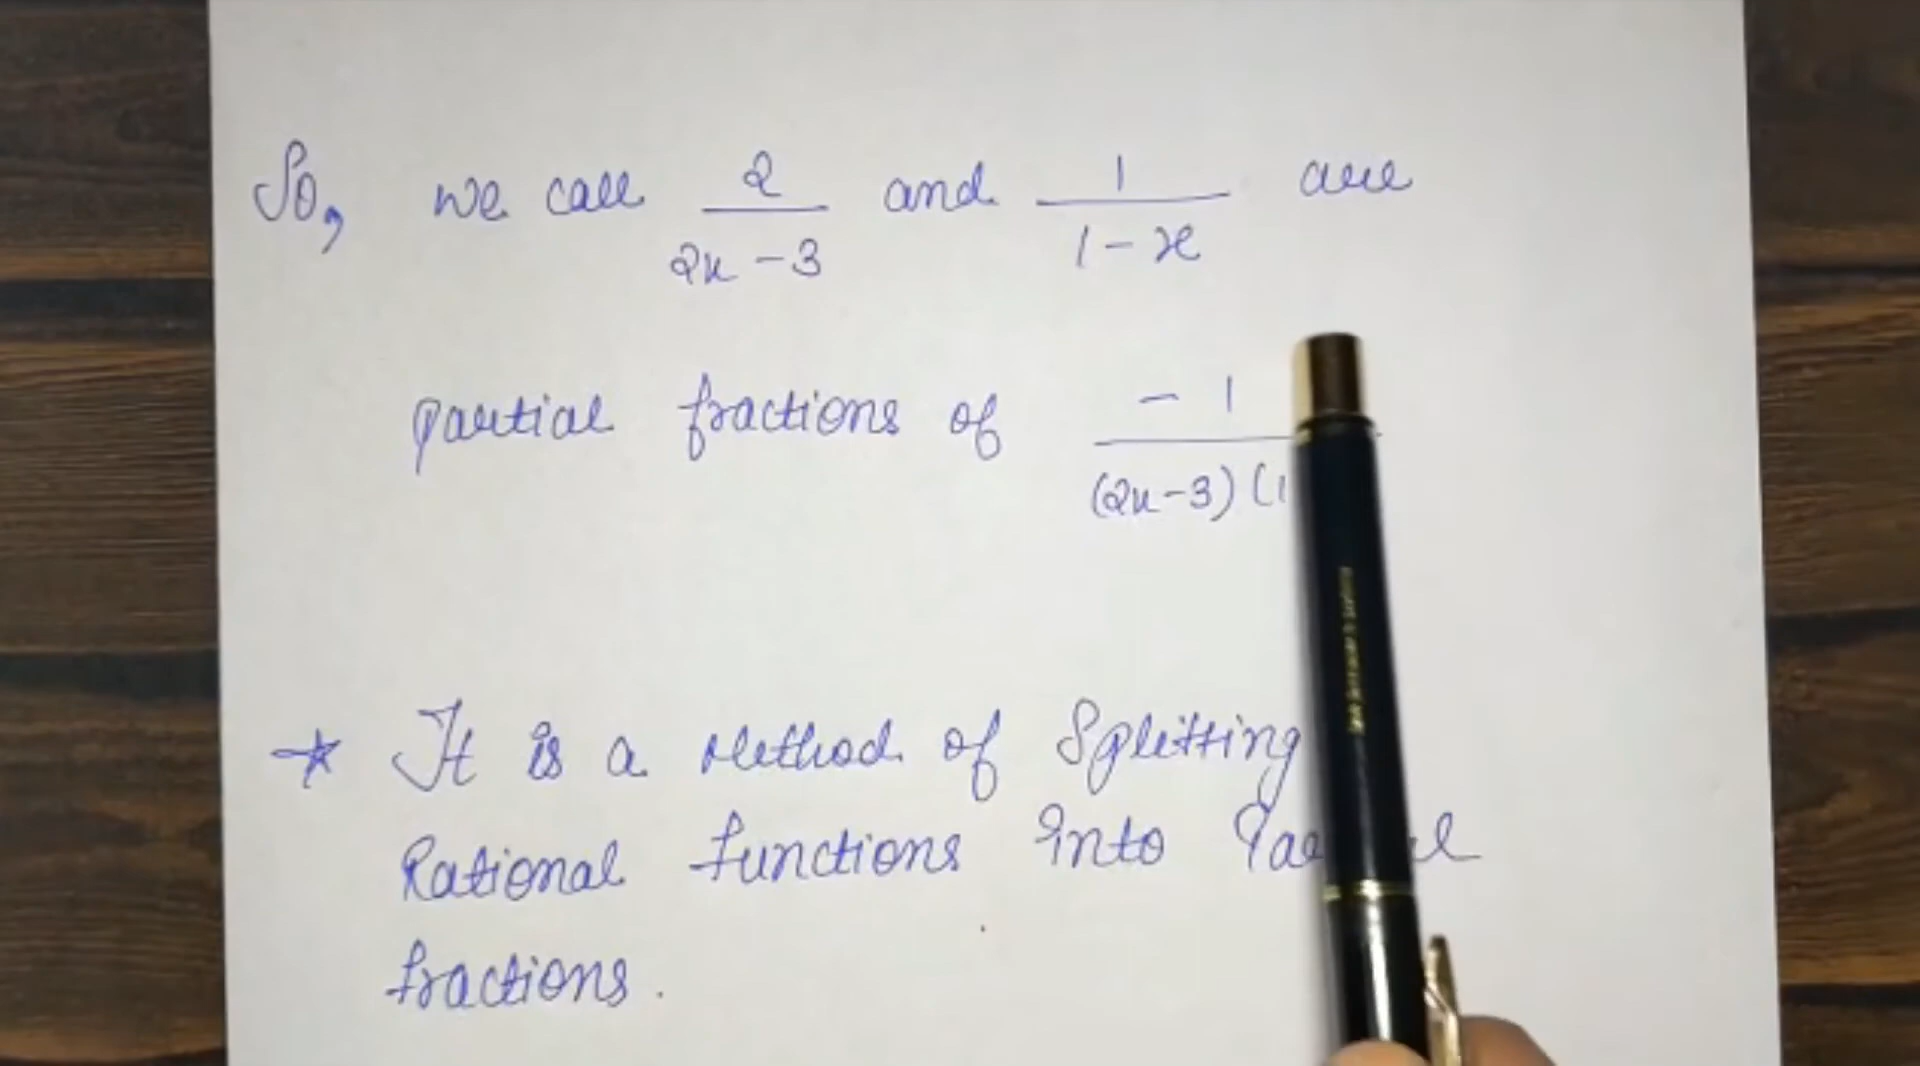 So, we call 2/(2x-3) and 1/(1-x) are
partial fractions of -1/(2x-3)(1
* It is a Method of Splitting
Rational functions into
fractions.